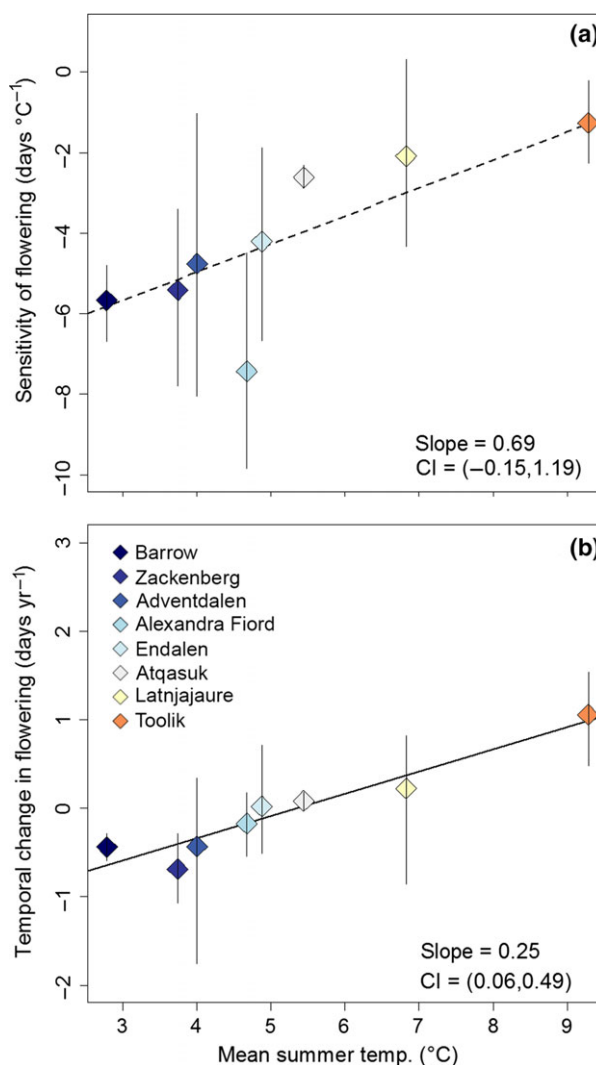 (a)
Sensitivity of flowering (days °C⁻¹)
0
−2
−4
−6
−8
−10
Slope = 0.69
CI = (−0.15,1.19)
(b)
Temporal change in flowering (days yr⁻¹)
3
2
1
0
−1
−2
Barrow
Zackenberg
Adventdalen
Alexandra Fiord
Endalen
Atqasuk
Latnjajaure
Toolik
Slope = 0.25
CI = (0.06,0.49)
3 4 5 6 7 8 9
Mean summer temp. (°C)